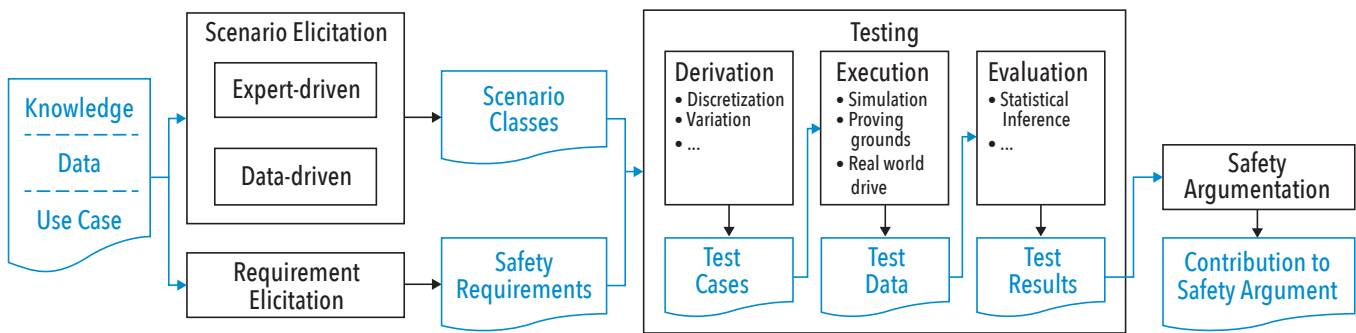 Knowledge
Data
Use Case
Scenario Elicitation
Expert-driven
Data-driven
Requirement
Elicitation
Scenario
Classes
Safety
Requirements
Testing
Derivation
• Discretization
• Variation
• ...
Execution
• Simulation
• Proving
grounds
• Real world
drive
Evaluation
• Statistical
Inference
• ...
Test
Cases
Test
Data
Test
Results
Safety
Argumentation
Contribution to
Safety Argument